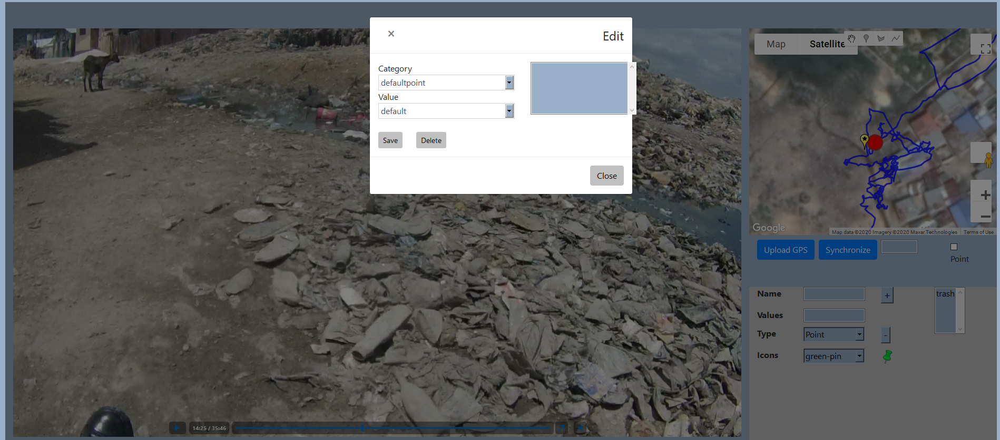 ×
Edit
Category
defaultpoint
Value
default
Save
Delete
Close
14:25 / 35:46
Map
Satellite
Google
Map data ©2020 Imagery ©2020 Maxar Technologies
Terms of Use
Upload GPS
Synchronize
Point
Name
+
trash
Values
Type
Point
-
Icons
green-pin